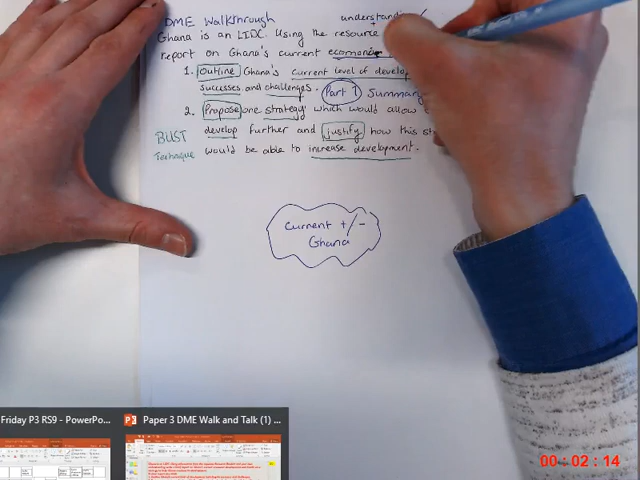 DME Walkthrough understandi
Ghana is an LIDC. Using the resource
report on Ghana's current economic
1. Outline Ghana's current level of develop
successes and challenges. Part 1 Summary
2. Propose one strategy which would allow
develop further and justify how this st
would be able to increase development.
BUST
Technique
Current +/-
Ghana
Friday P3 RS9 - PowerPo...
Paper 3 DME Walk and Talk (1) ...
00:02:14